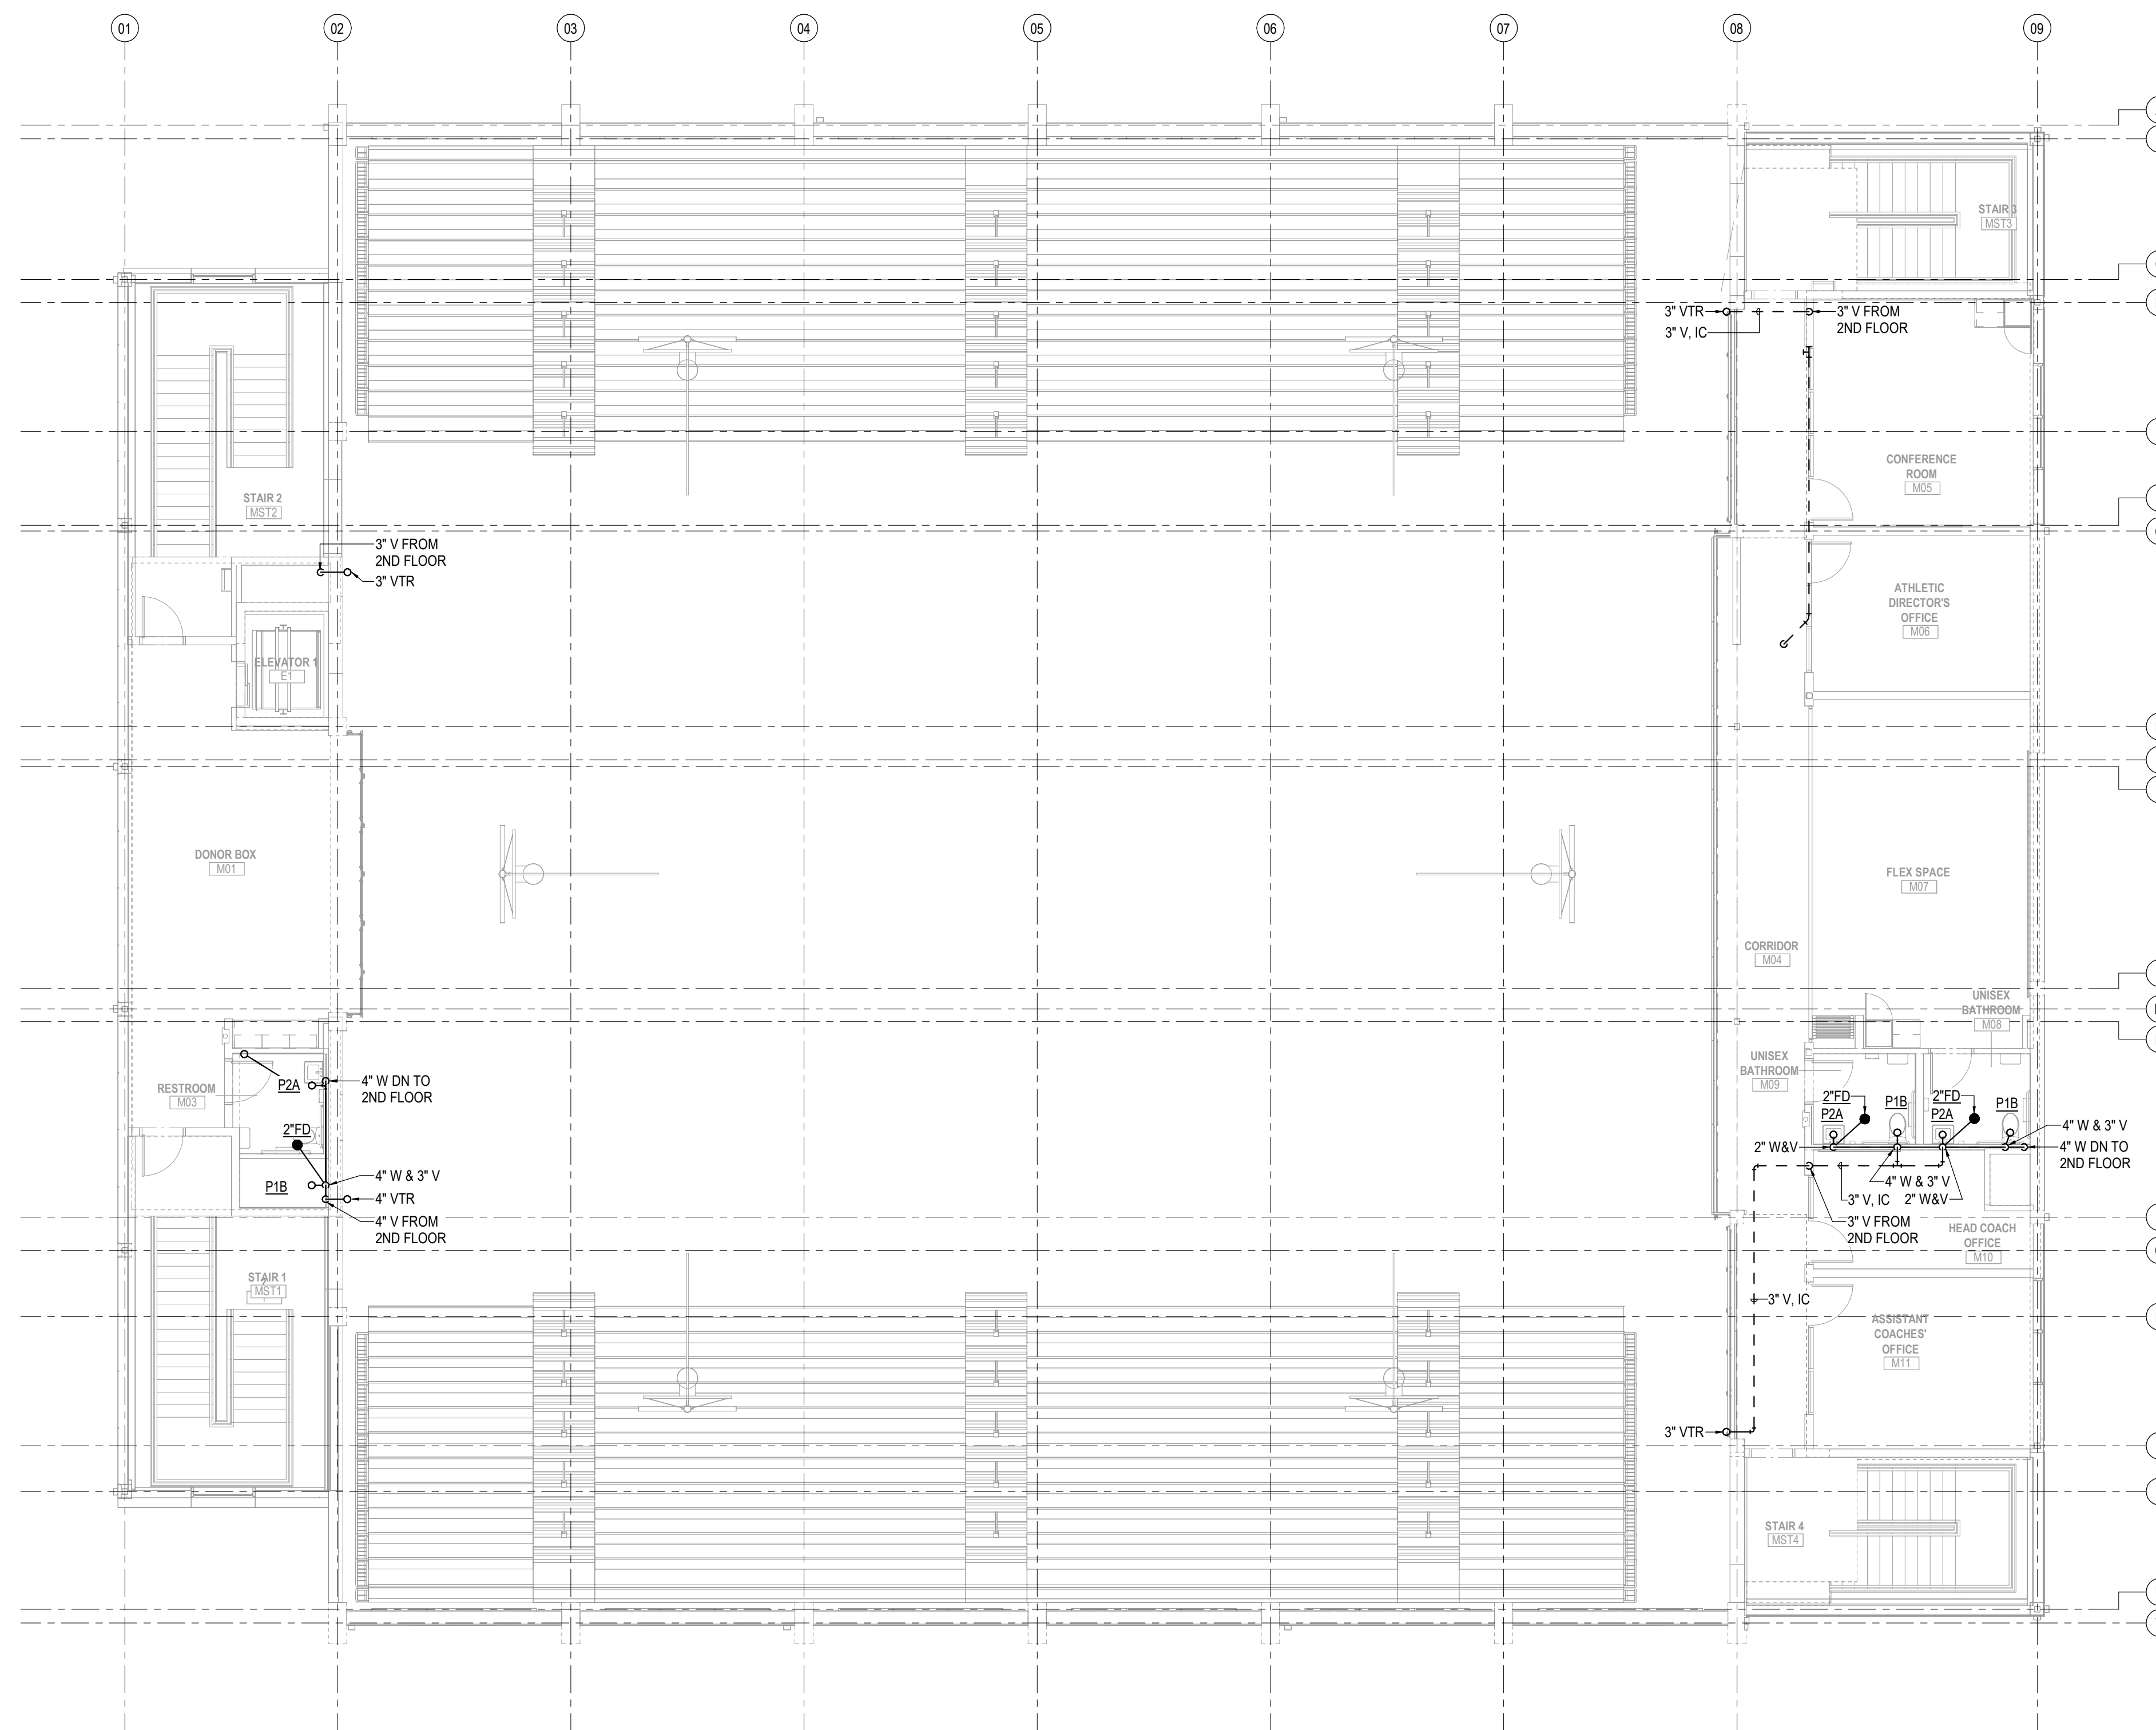 01
02
03
04
05
06
07
08
09
STAIR 3
MST3
3" VTR
3" V, IC
3" V FROM
2ND FLOOR
CONFERENCE
ROOM
M05
STAIR 2
MST2
3" V FROM
2ND FLOOR
3" VTR
ATHLETIC
DIRECTOR'S
OFFICE
M06
ELEVATOR 1
E1
DONOR BOX
M01
FLEX SPACE
M07
CORRIDOR
M04
UNISEX
BATHROOM
M08
UNISEX
BATHROOM
M09
RESTROOM
M03
P2A
4" W DN TO
2ND FLOOR
2"FD
P1B
4" W & 3" V
4" VTR
4" V FROM
2ND FLOOR
2"FD
P2A
P1B
2"FD
P2A
P1B
2" W&V
4" W & 3" V
4" W DN TO
2ND FLOOR
4" W & 3" V
3" V, IC
2" W&V
3" V FROM
2ND FLOOR
HEAD COACH
OFFICE
M10
STAIR 1
MST1
3" V, IC
ASSISTANT
COACHES'
OFFICE
M11
3" VTR
STAIR 4
MST4